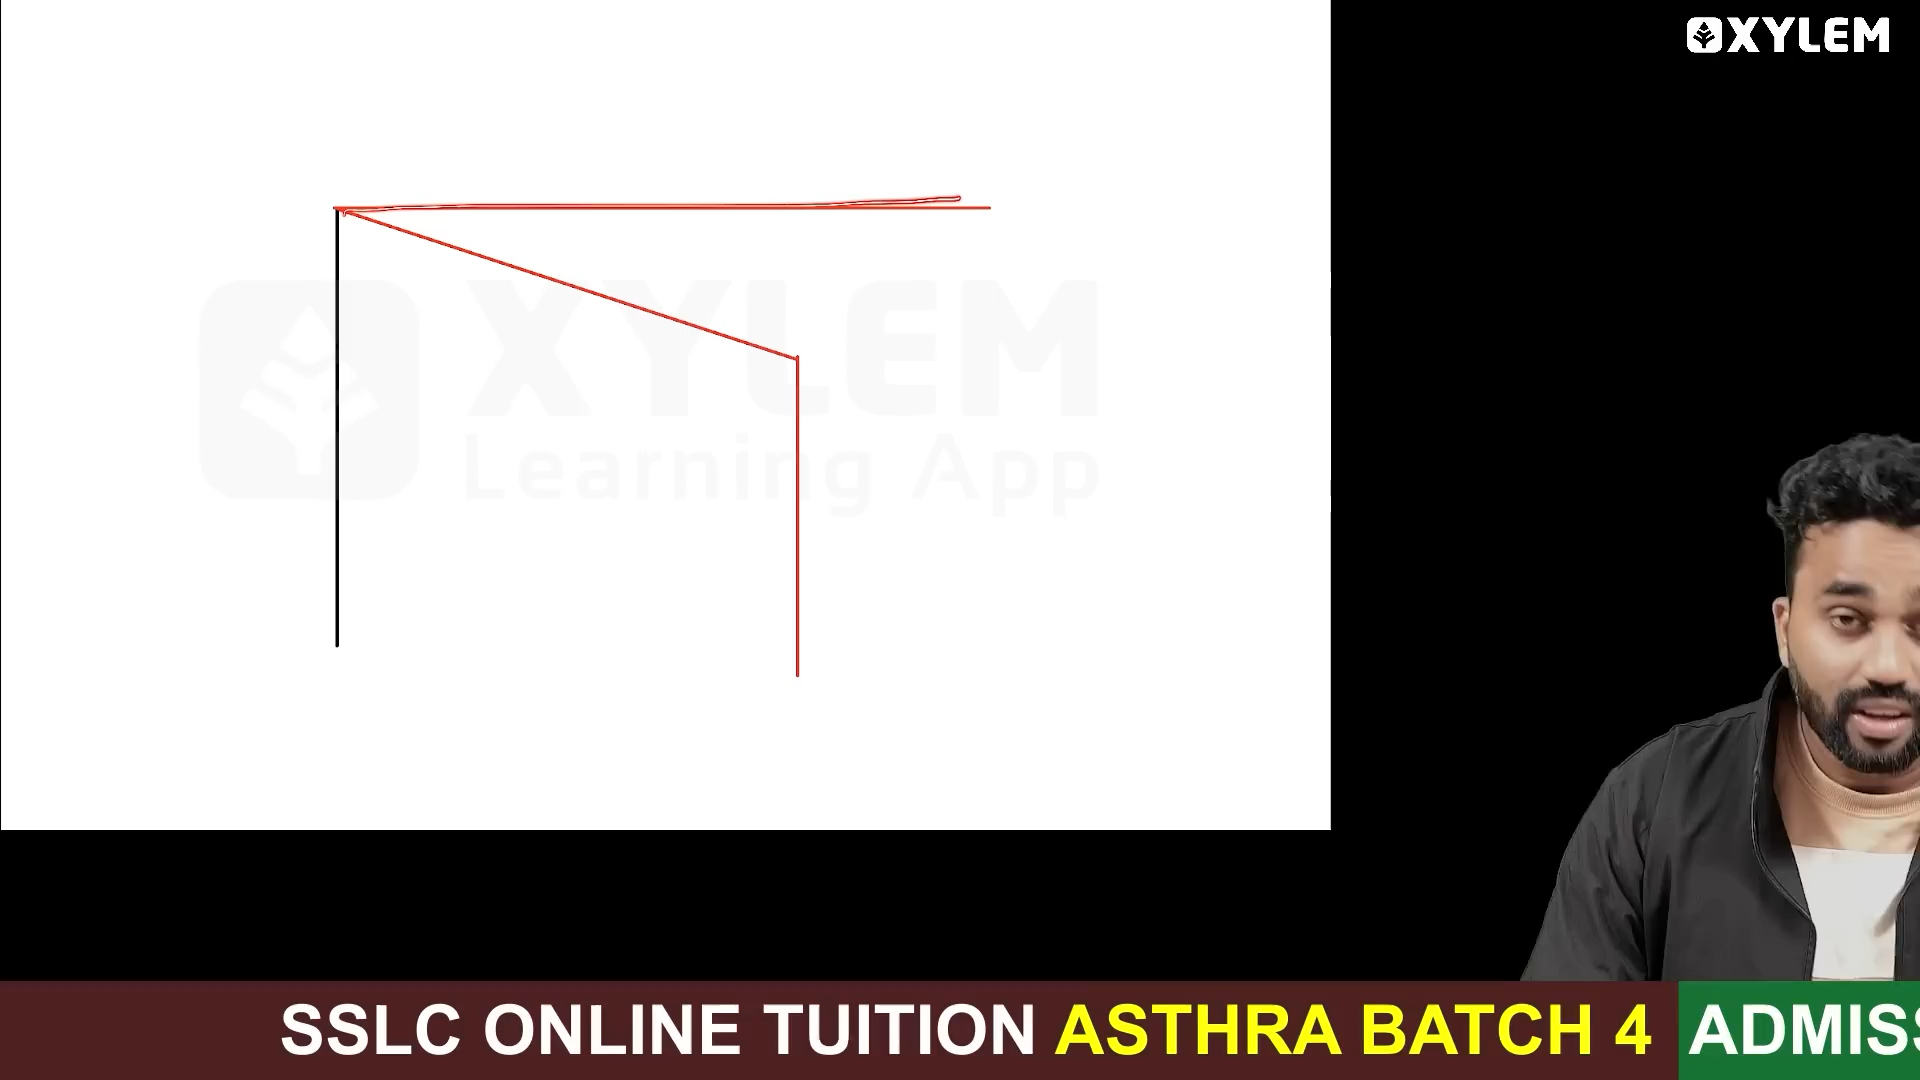 XYLEM
XYLEM
Learning App
SSLC ONLINE TUITION ASTHRA BATCH 4 ADMISS